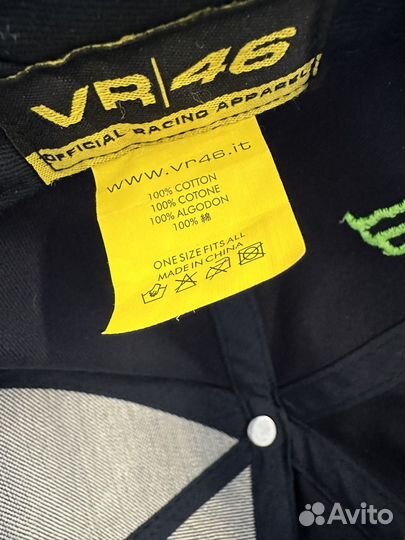 VR|46
OFFICIAL RACING APPAREL
www.vr46.it
100% COTTON
100% COTONE
100% ALGODON
100% 綿
ONE SIZE FITS ALL
MADE IN CHINA
Avito